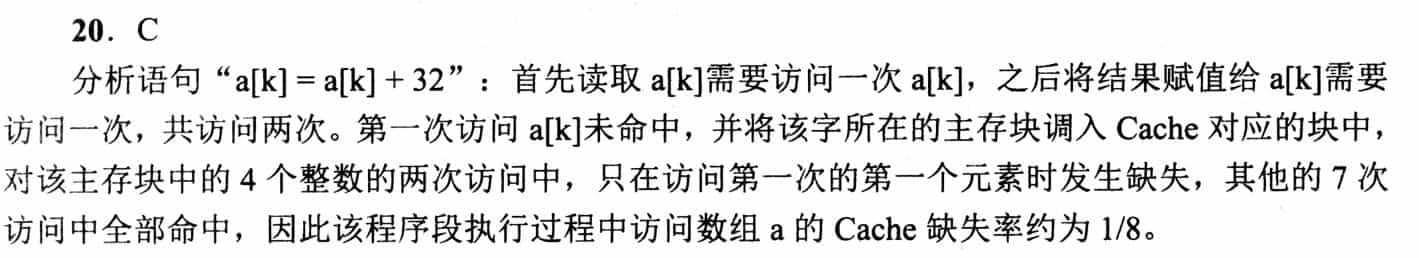 20. C
分析语句“a[k] = a[k] + 32”：首先读取 a[k]需要访问一次 a[k]，之后将结果赋值给 a[k]需要
访问一次，共访问两次。第一次访问 a[k]未命中，并将该字所在的主存块调入 Cache 对应的块中，
对该主存块中的 4 个整数的两次访问中，只在访问第一次的第一个元素时发生缺失，其他的 7 次
访问中全部命中，因此该程序段执行过程中访问数组 a 的 Cache 缺失率约为 1/8。